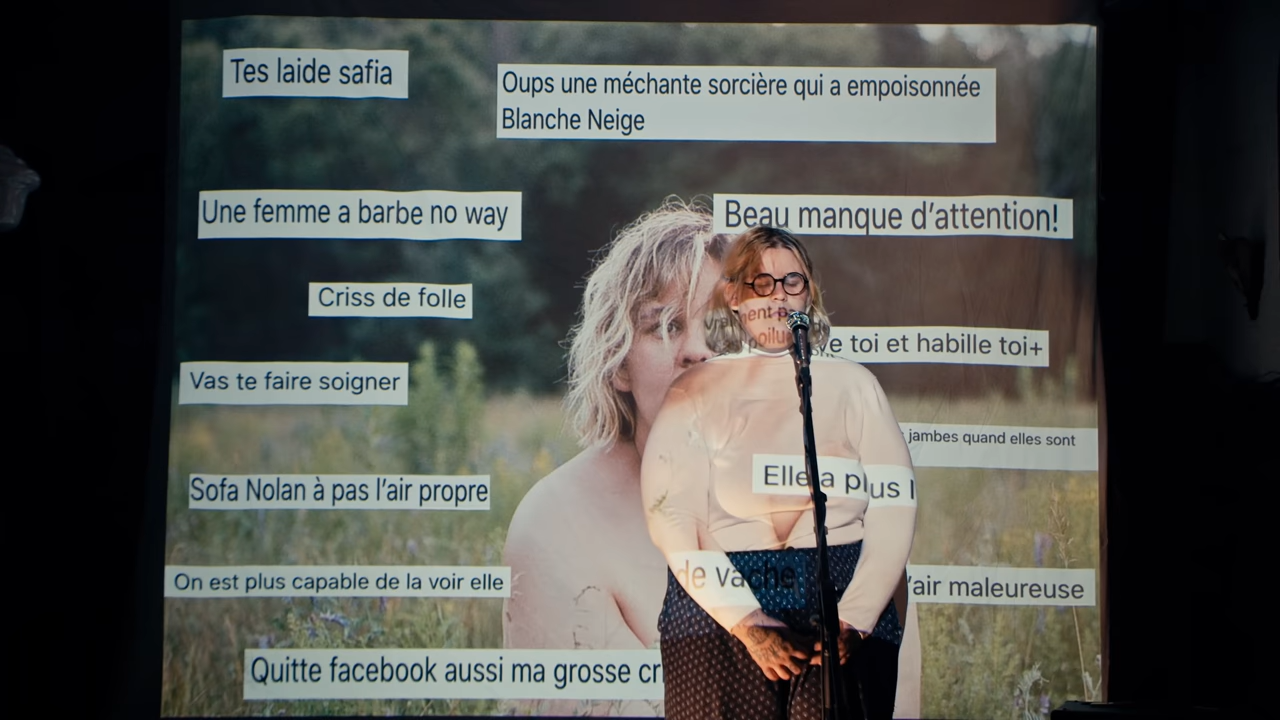 Tes laide safia
Oups une méchante sorcière qui a empoisonnée
Blanche Neige
Une femme a barbe no way
Beau manque d’attention!
Criss de folle
ve toi et habille toi+
Vas te faire soigner
jambes quand elles sont
Elle a plus l
Sofa Nolan à pas l’air propre
On est plus capable de la voir elle
de vache
’air maleureuse
Quitte facebook aussi ma grosse cr